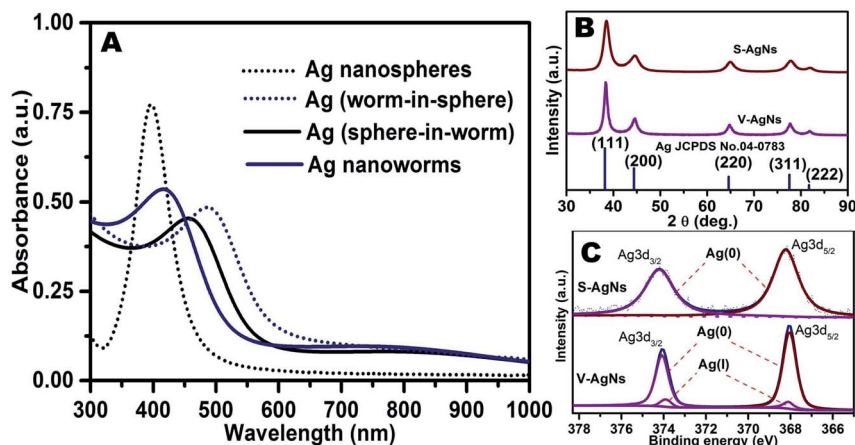 A
Ag nanospheres
Ag (worm-in-sphere)
Ag (sphere-in-worm)
Ag nanoworms
Absorbance (a.u.)
1.00
0.75
0.50
0.25
0.00
300 400 500 600 700 800 900 1000
Wavelength (nm)
B
S-AgNs
V-AgNs
Ag JCPDS No.04-0783
(111)
(200)
(220)
(311)
(222)
Intensity (a.u.)
30 40 50 60 70 80 90
2 θ (deg.)
C
Ag3d3/2
Ag(0)
Ag3d5/2
S-AgNs
Ag3d3/2
Ag(0)
Ag3d5/2
Ag(I)
V-AgNs
Intensity (a.u.)
378 376 374 372 370 368 366
Binding energy (eV)